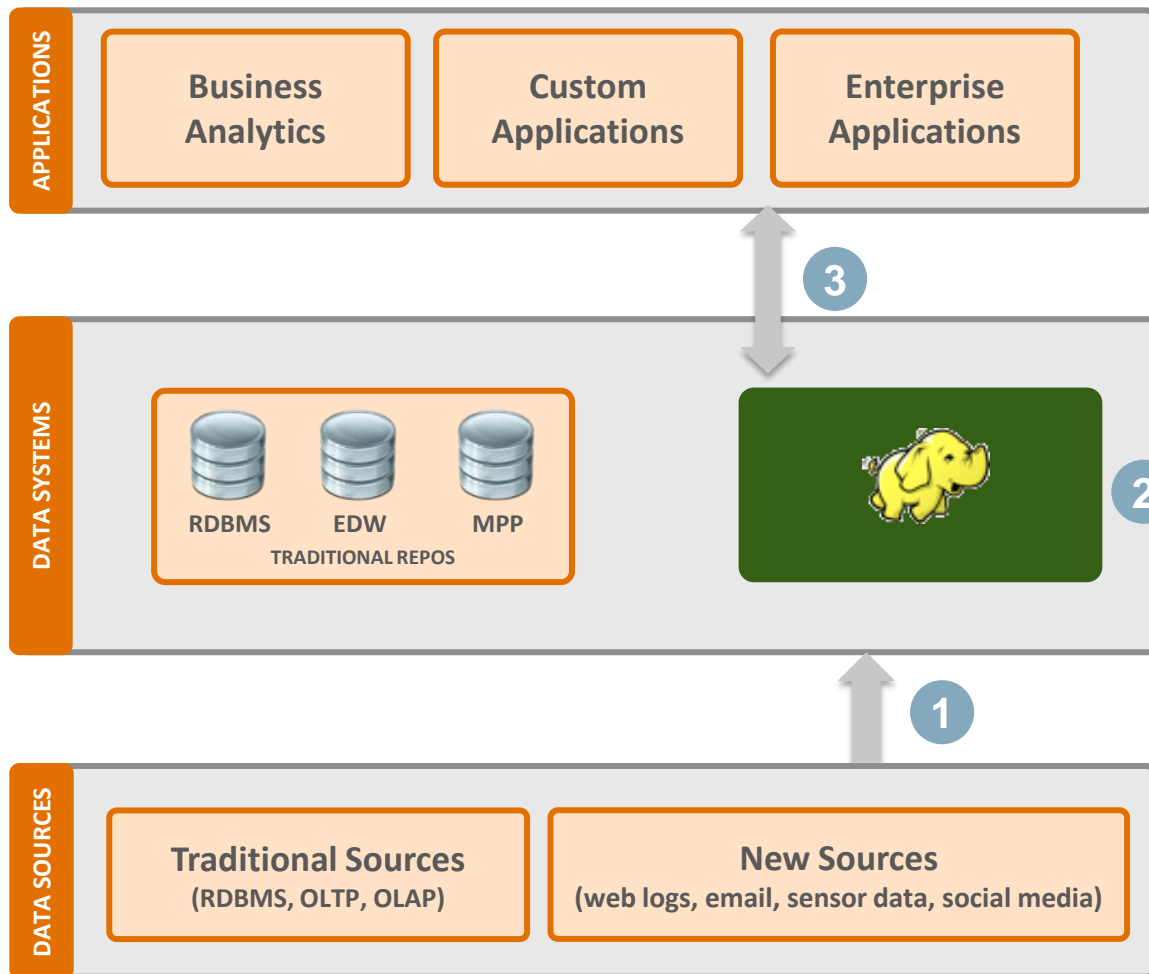 APPLICATIONS
Business
Analytics
Custom
Applications
Enterprise
Applications
3
DATA SYSTEMS
RDBMS
EDW
MPP
TRADITIONAL REPOS
2
1
DATA SOURCES
Traditional Sources
(RDBMS, OLTP, OLAP)
New Sources
(web logs, email, sensor data, social media)